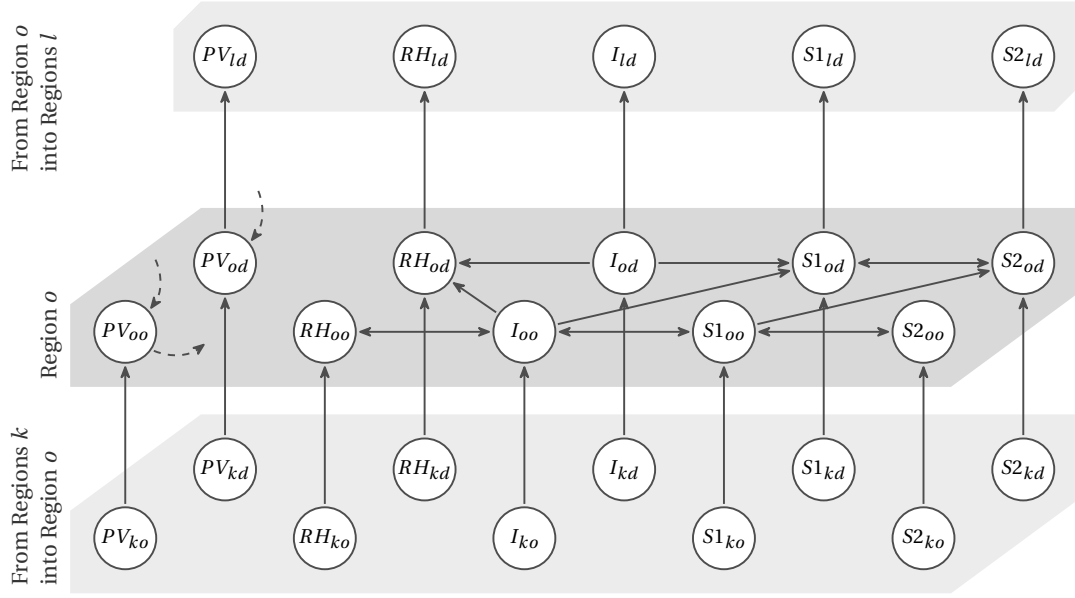 From Region o
into Regions l
PV_ld RH_ld I_ld S1_ld S2_ld
Region o
PV_od RH_od I_od S1_od S2_od
PV_oo RH_oo I_oo S1_oo S2_oo
From Regions k
into Region o
PV_kd RH_kd I_kd S1_kd S2_kd
PV_ko RH_ko I_ko S1_ko S2_ko